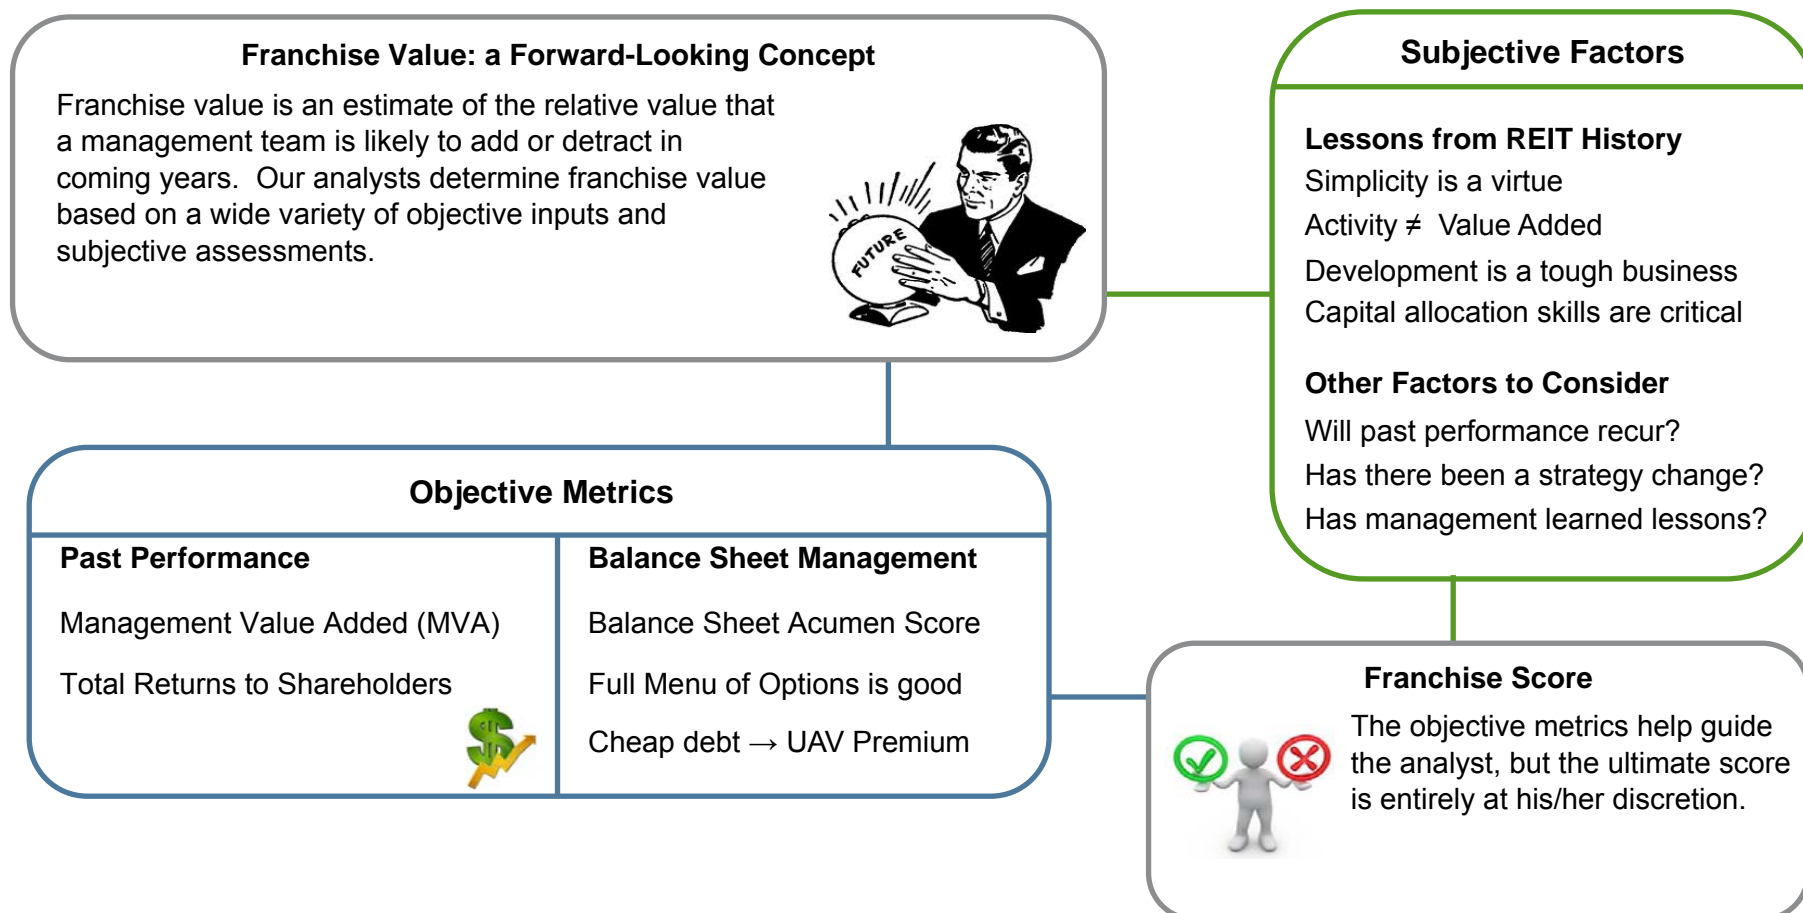 Franchise Value: a Forward-Looking Concept
Franchise value is an estimate of the relative value that
a management team is likely to add or detract in
coming years. Our analysts determine franchise value
based on a wide variety of objective inputs and
subjective assessments.
FUTURE
Subjective Factors
Lessons from REIT History
Simplicity is a virtue
Activity ≠ Value Added
Development is a tough business
Capital allocation skills are critical
Other Factors to Consider
Will past performance recur?
Has there been a strategy change?
Has management learned lessons?
Objective Metrics
Past Performance
Management Value Added (MVA)
Total Returns to Shareholders
Balance Sheet Management
Balance Sheet Acumen Score
Full Menu of Options is good
Cheap debt → UAV Premium
Franchise Score
The objective metrics help guide
the analyst, but the ultimate score
is entirely at his/her discretion.